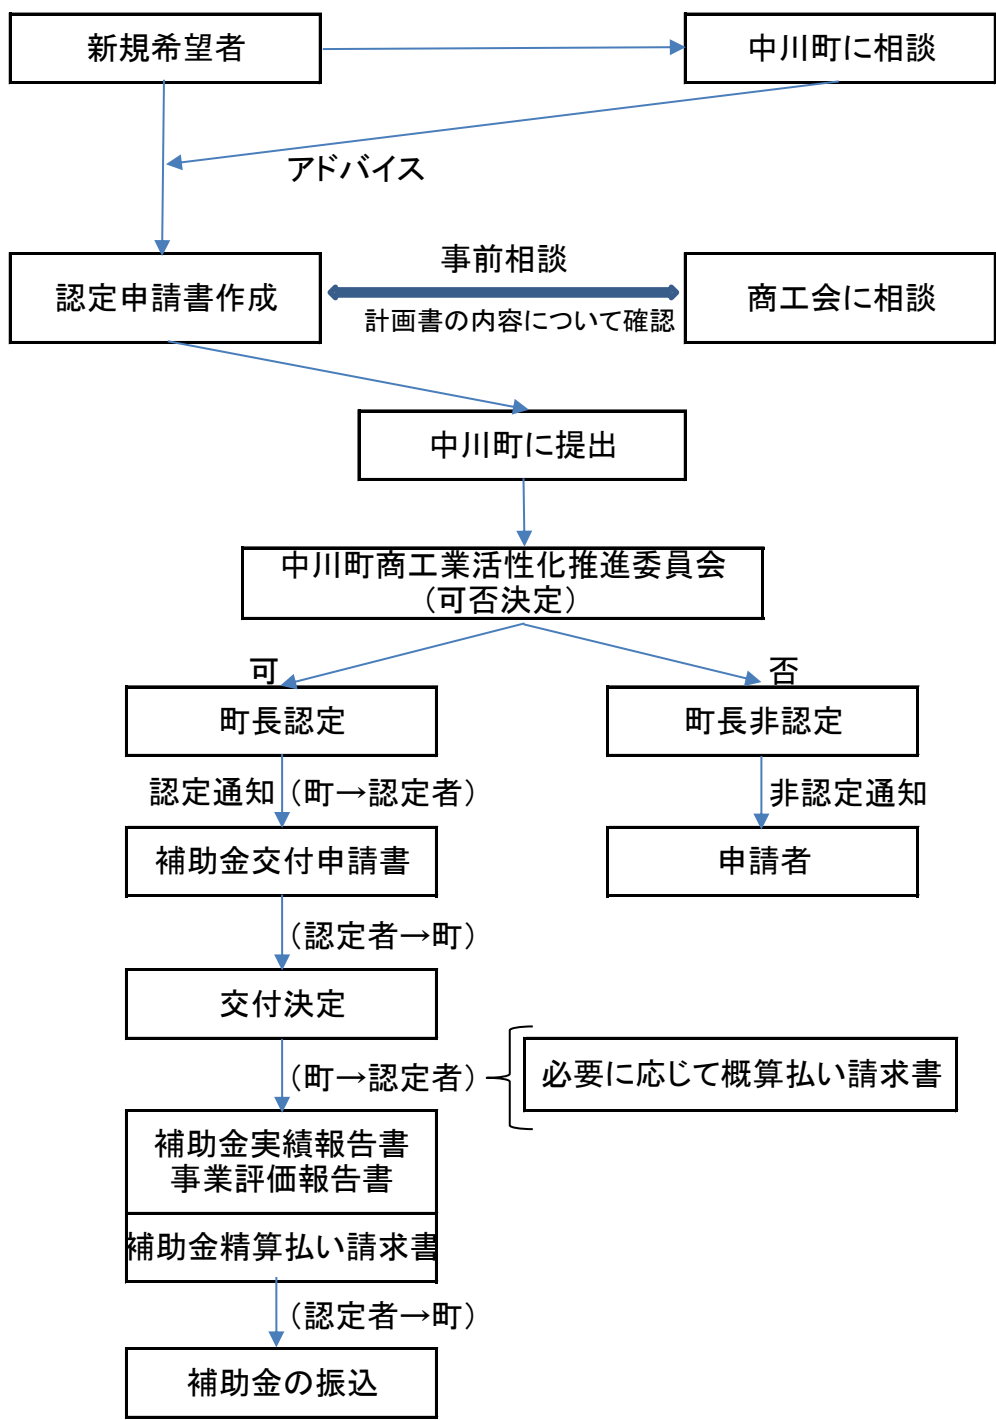 新規希望者
中川町に相談
アドバイス
事前相談
認定申請書作成
商工会に相談
計画書の内容について確認
中川町に提出
中川町商工業活性化推進委員会
（可否決定）
可
否
町長認定
町長非認定
認定通知（町→認定者）
非認定通知
補助金交付申請書
申請者
（認定者→町）
交付決定
（町→認定者）
必要に応じて概算払い請求書
補助金実績報告書
事業評価報告書
補助金精算払い請求書
（認定者→町）
補助金の振込